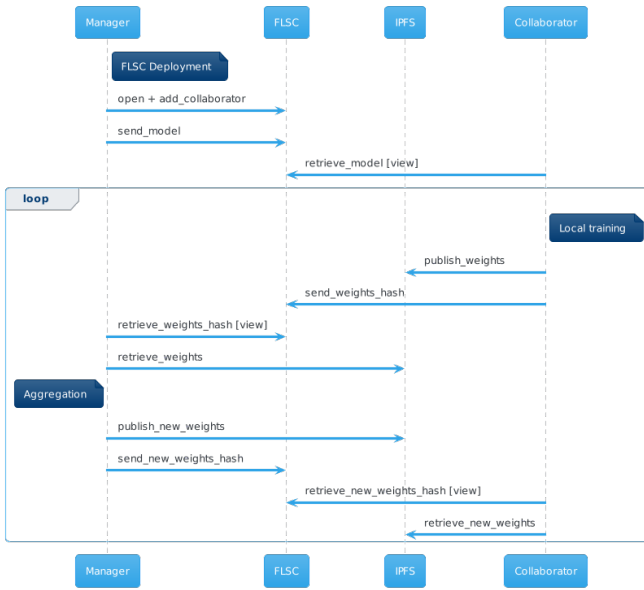 Manager
FLSC
IPFS
Collaborator
FLSC Deployment
open + add_collaborator
send_model
retrieve_model [view]
loop
Local training
publish_weights
send_weights_hash
retrieve_weights_hash [view]
retrieve_weights
Aggregation
publish_new_weights
send_new_weights_hash
retrieve_new_weights_hash [view]
retrieve_new_weights
Manager
FLSC
IPFS
Collaborator